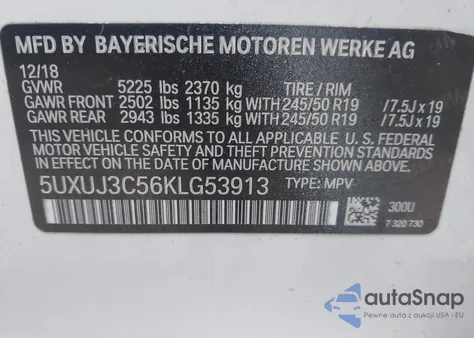 MFD BY BAYERISCHE MOTOREN WERKE AG
12/18
GVWR 5225 lbs 2370 kg TIRE / RIM
GAWR FRONT 2502 lbs 1135 kg WITH 245/50 R19 /7.5J x 19
GAWR REAR 2943 lbs 1335 kg WITH 245/50 R19 /7.5J x 19
THIS VEHICLE CONFORMS TO ALL APPLICABLE U. S. FEDERAL
MOTOR VEHICLE SAFETY, BUMPER, AND THEFT PREVENTION
STANDARDS IN EFFECT ON THE DATE OF MANUFACTURE SHOWN ABOVE.
5UXUJ3C56KLG53913 TYPE: MPV
300U
7 320 730
autoSnap
Pewne auta z aukcji USA i EU